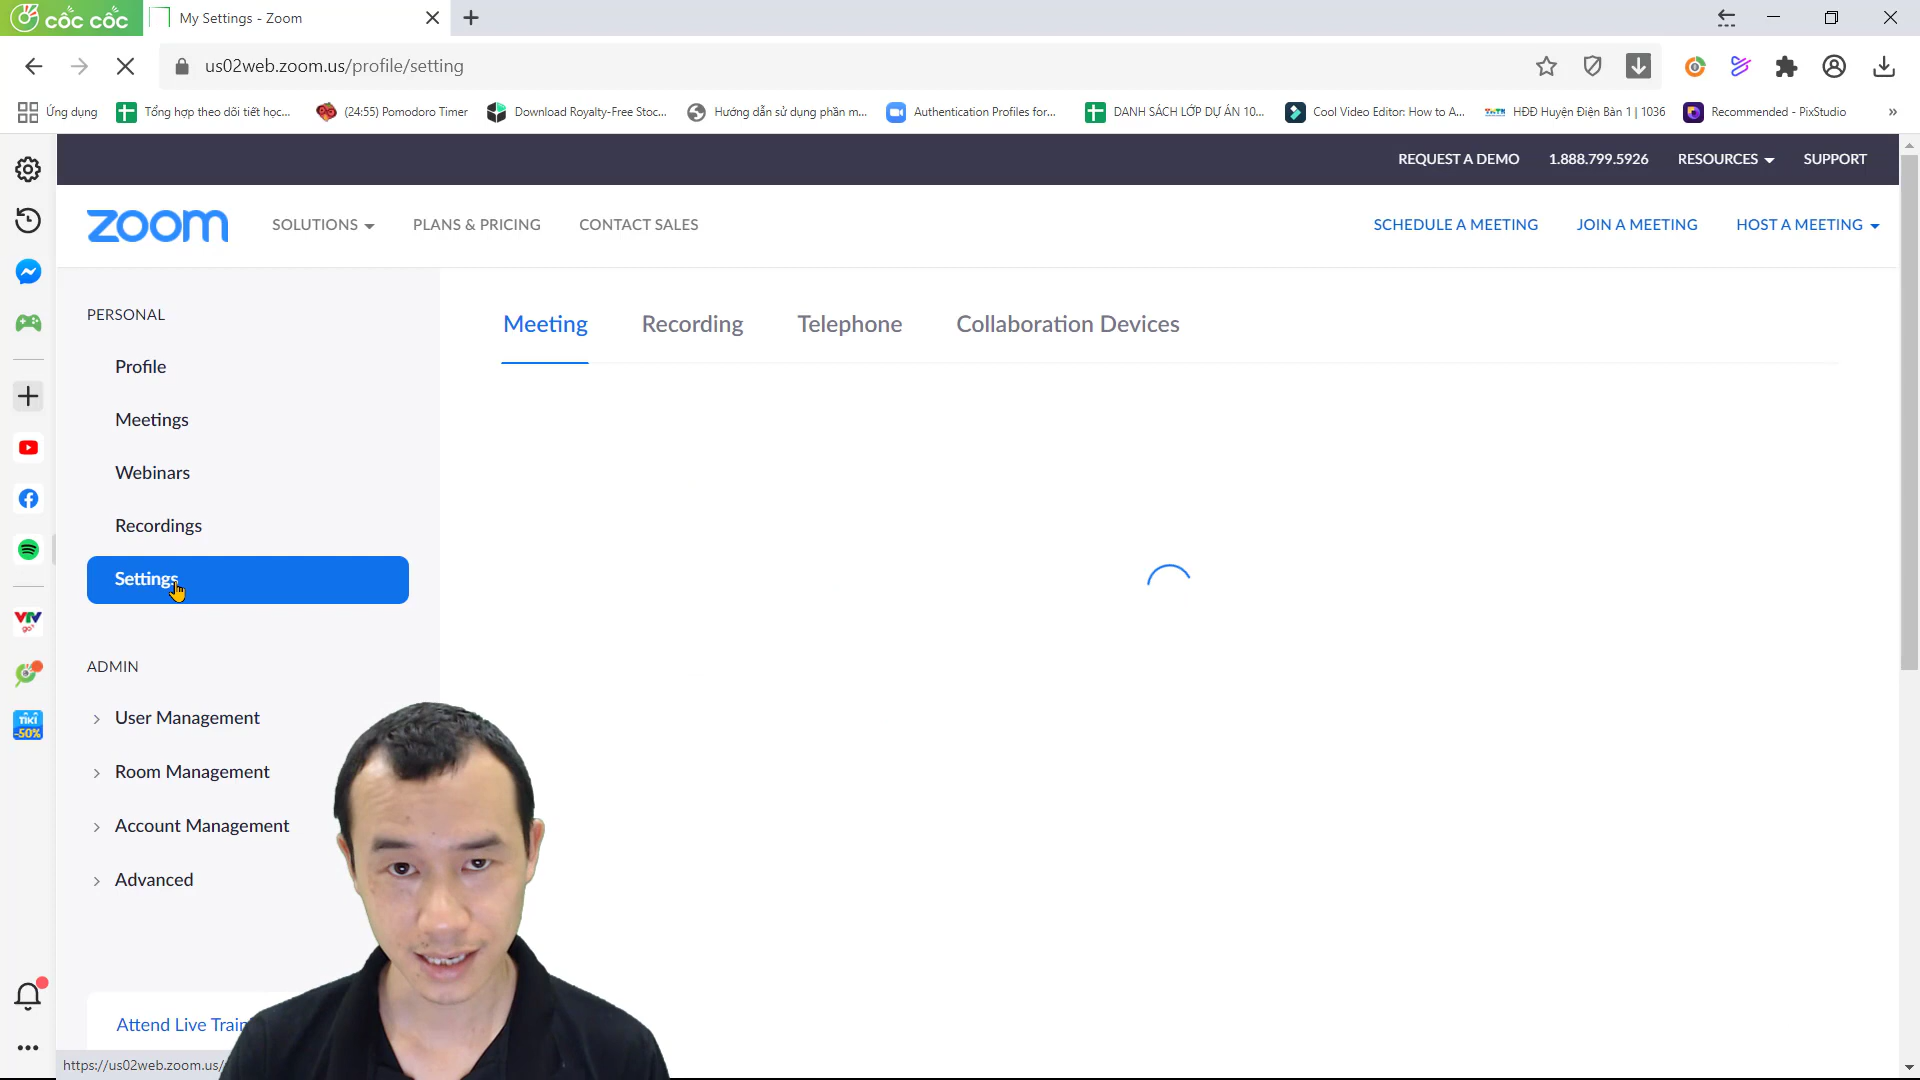 cốc cốc
My Settings - Zoom
us02web.zoom.us/profile/setting
Ứng dụng
Tổng hợp theo dõi tiết học...
(24:55) Pomodoro Timer
Download Royalty-Free Stoc...
Hướng dẫn sử dụng phần m...
Authentication Profiles for...
DANH SÁCH LỚP DỰ ÁN 10...
Cool Video Editor: How to A...
HĐĐ Huyện Điện Bàn 1 | 1036
Recommended - PixStudio
»
REQUEST A DEMO
1.888.799.5926
RESOURCES
SUPPORT
zoom
SOLUTIONS
PLANS & PRICING
CONTACT SALES
SCHEDULE A MEETING
JOIN A MEETING
HOST A MEETING
PERSONAL
Profile
Meetings
Webinars
Recordings
Settings
ADMIN
User Management
Room Management
Account Management
Advanced
Meeting
Recording
Telephone
Collaboration Devices
VTV
go
TIKI
-50%
Attend Live Train
https://us02web.zoom.us/